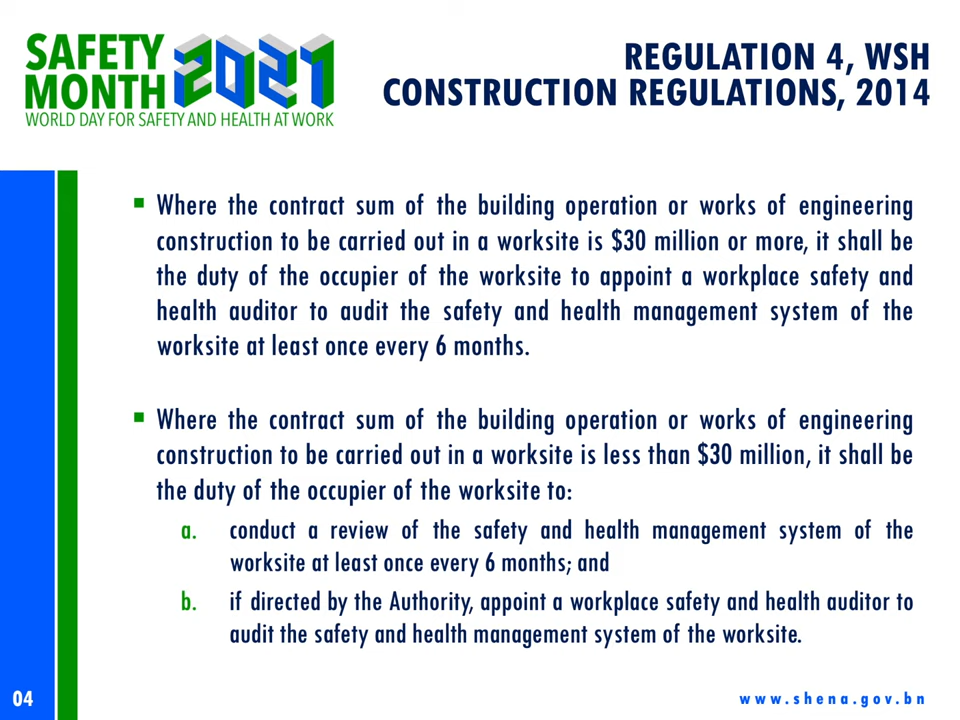 SAFETY
MONTH 2021
WORLD DAY FOR SAFETY AND HEALTH AT WORK
REGULATION 4, WSH
CONSTRUCTION REGULATIONS, 2014
▪ Where the contract sum of the building operation or works of engineering
construction to be carried out in a worksite is $30 million or more, it shall be
the duty of the occupier of the worksite to appoint a workplace safety and
health auditor to audit the safety and health management system of the
worksite at least once every 6 months.
▪ Where the contract sum of the building operation or works of engineering
construction to be carried out in a worksite is less than $30 million, it shall be
the duty of the occupier of the worksite to:
a. conduct a review of the safety and health management system of the
worksite at least once every 6 months; and
b. if directed by the Authority, appoint a workplace safety and health auditor to
audit the safety and health management system of the worksite.
04
www.shena.gov.bn